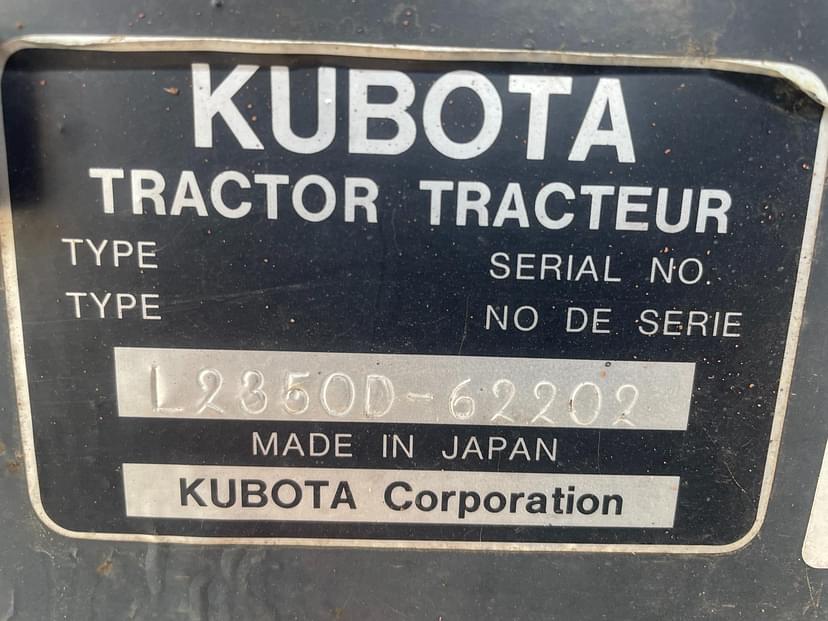 KUBOTA
TRACTOR TRACTEUR
TYPE SERIAL NO.
TYPE NO DE SERIE
L2350D-62202
MADE IN JAPAN
KUBOTA Corporation